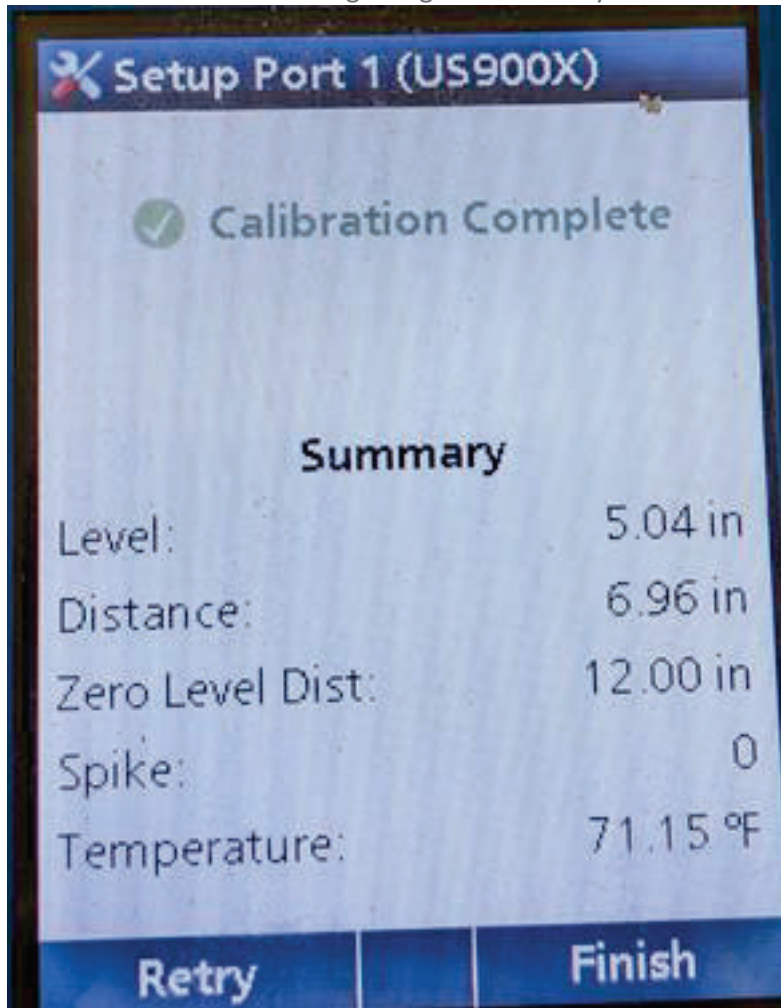 Setup Port 1 (US900X)
Calibration Complete
Summary
Level: 5.04 in
Distance: 6.96 in
Zero Level Dist: 12.00 in
Spike: 0
Temperature: 71.15 ºF
Retry Finish